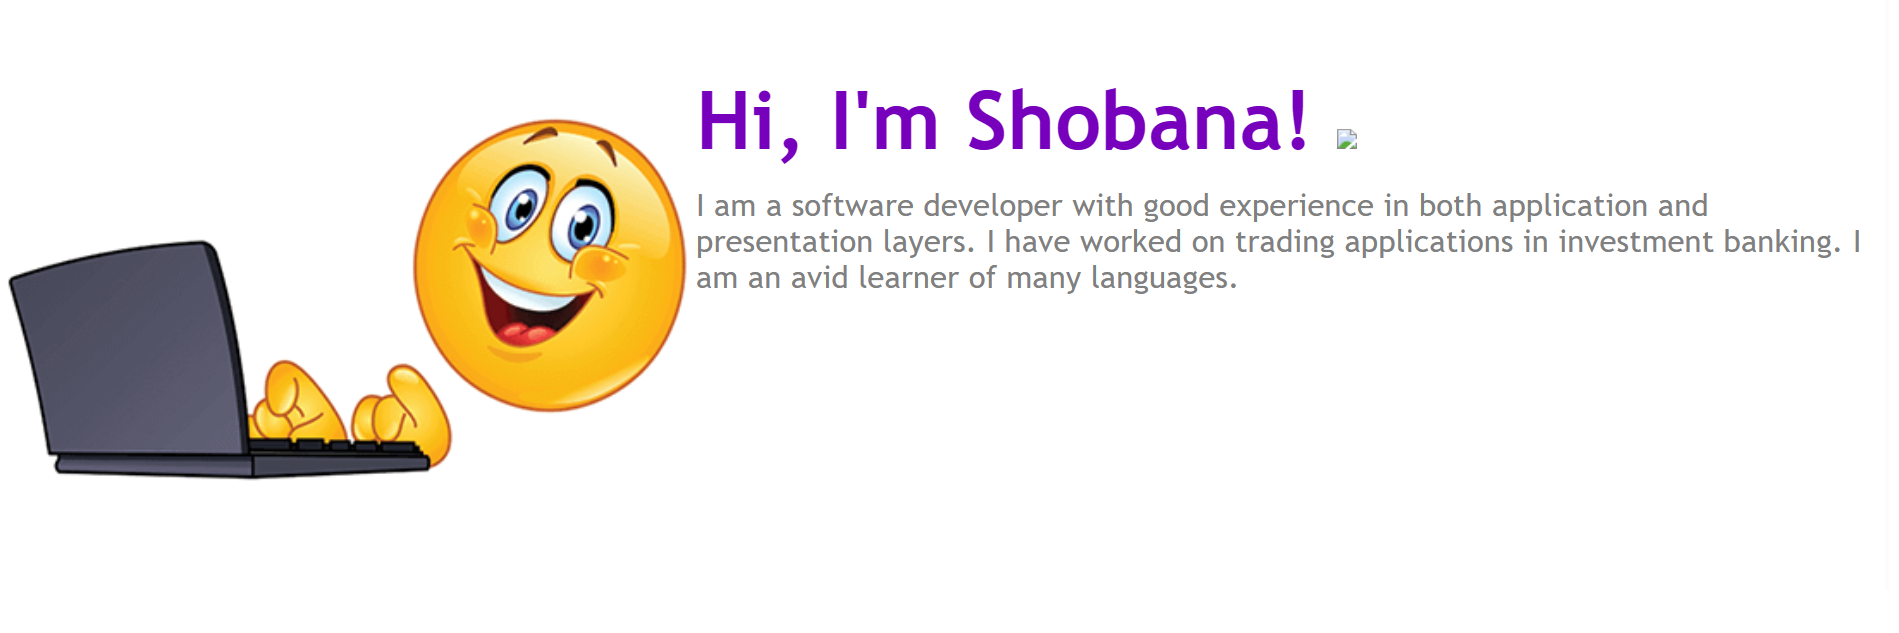 Hi, I'm Shobana!
I am a software developer with good experience in both application and
presentation layers. I have worked on trading applications in investment banking. I
am an avid learner of many languages.